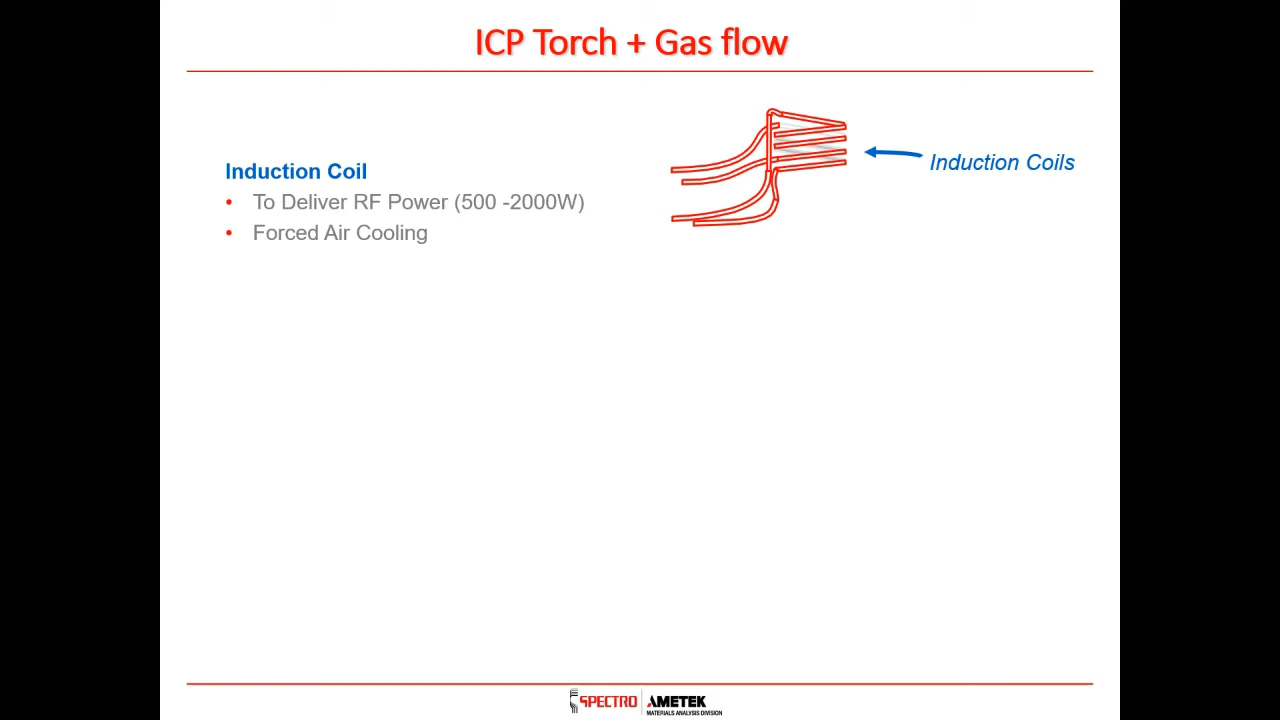 ICP Torch + Gas flow
Induction Coil
• To Deliver RF Power (500 -2000W)
• Forced Air Cooling
Induction Coils
SPECTRO AMETEK
MATERIALS ANALYSIS DIVISION